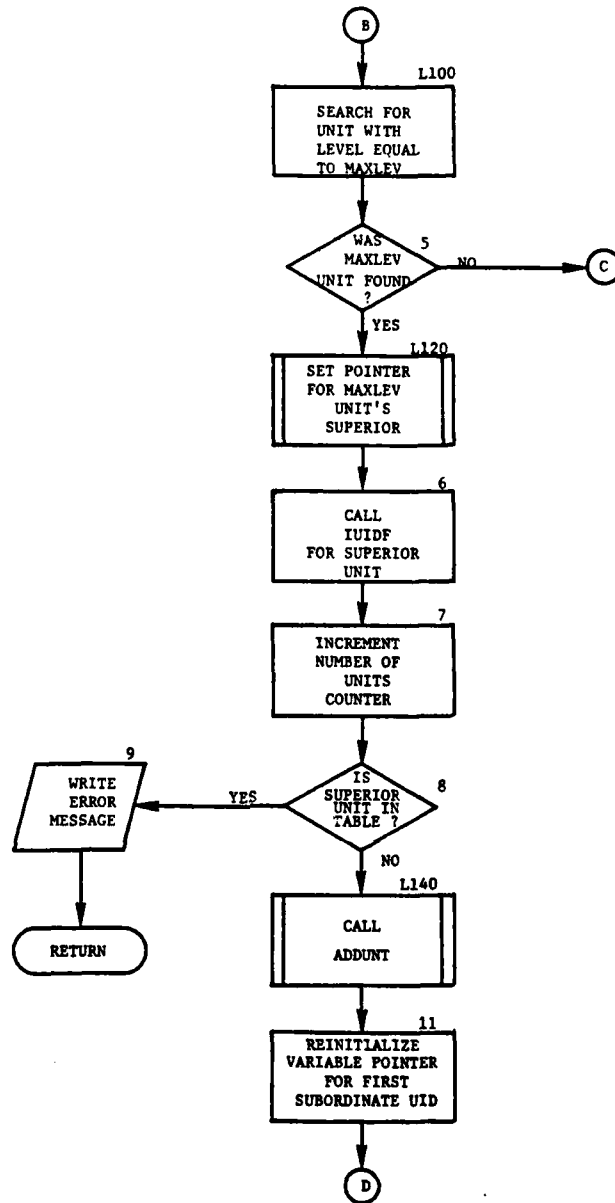 B
L100
SEARCH FOR
UNIT WITH
LEVEL EQUAL
TO MAXLEV
5
WAS
MAXLEV
UNIT FOUND
?
NO
C
YES
L120
SET POINTER
FOR MAXLEV
UNIT'S
SUPERIOR
6
CALL
IUIDF
FOR SUPERIOR
UNIT
7
INCREMENT
NUMBER OF
UNITS
COUNTER
8
IS
SUPERIOR
UNIT IN
TABLE ?
YES
9
WRITE
ERROR
MESSAGE
RETURN
NO
L140
CALL
ADDUNT
11
REINITIALIZE
VARIABLE POINTER
FOR FIRST
SUBORDINATE UID
D